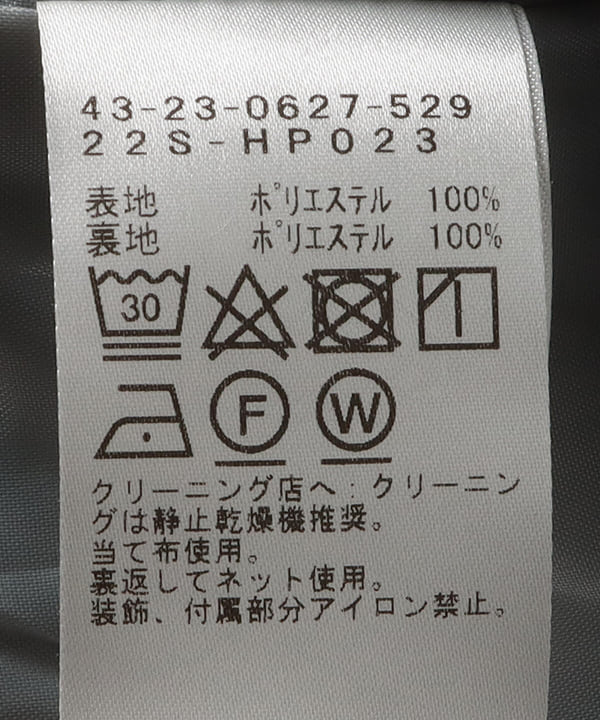 43-23-0627-529
22S-HP023
表地 ポリエステル 100%
裏地 ポリエステル 100%
30
F W
クリーニング店へ:クリーニン
グは静止乾燥機推奨。
当て布使用。
裏返してネット使用。
装飾、付属部分アイロン禁止。